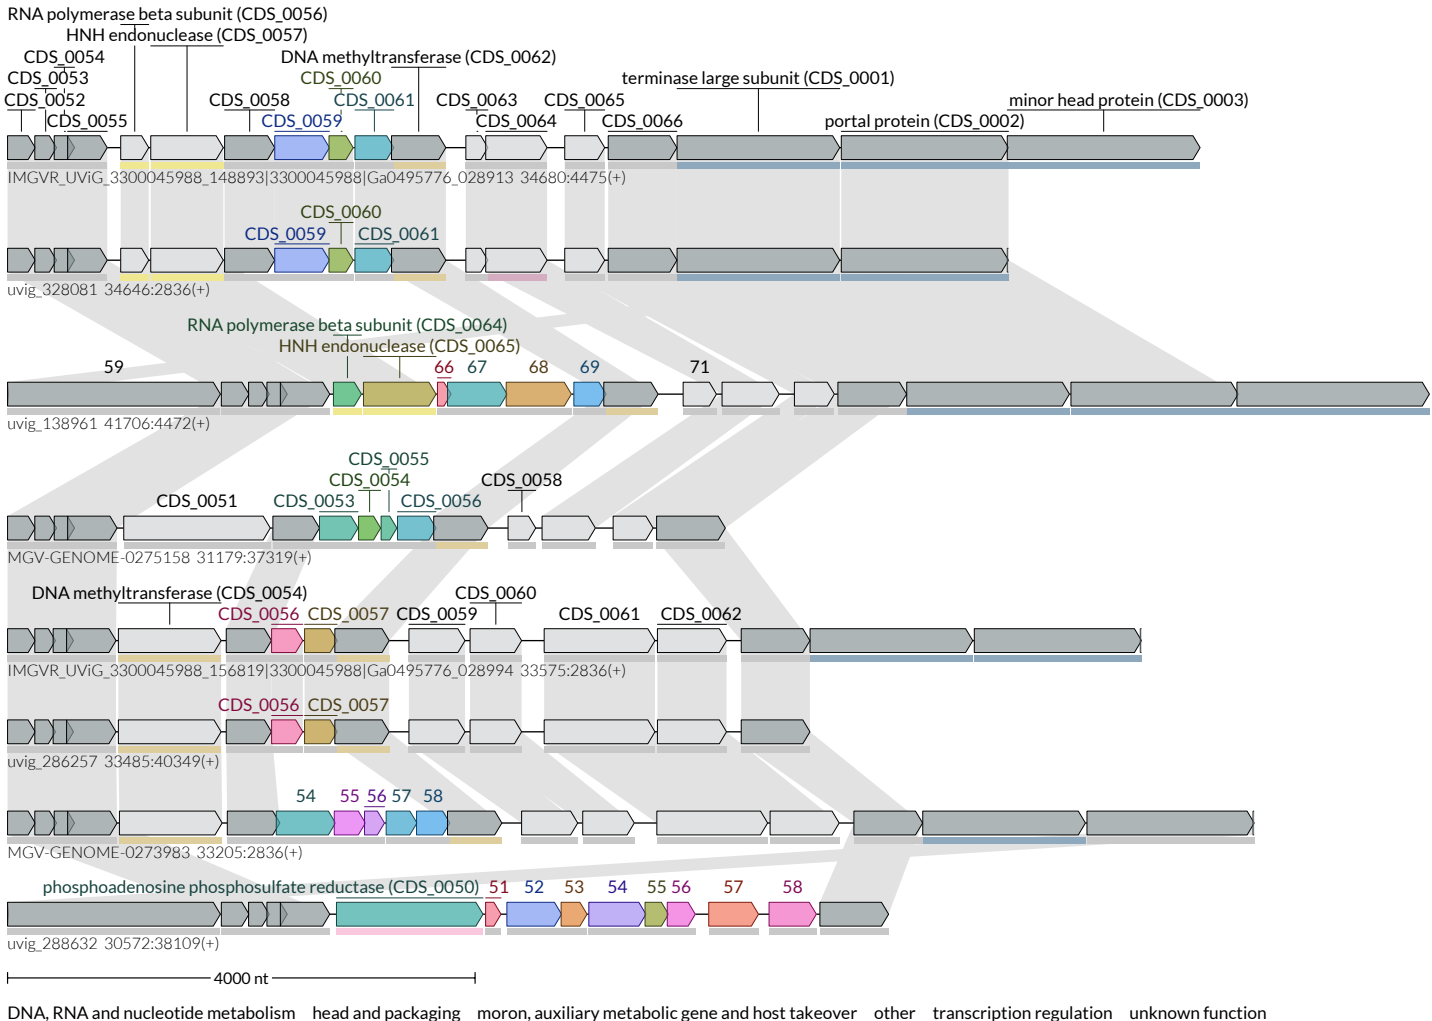 RNA polymerase beta subunit (CDS_0056)
HNH endonuclease (CDS_0057)
CDS_0054 DNA methyltransferase (CDS_0062)
CDS_0053 CDS_0060 terminase large subunit (CDS_0001)
CDS_0052 CDS_0058 CDS_0061 CDS_0063 CDS_0065 minor head protein (CDS_0003)
CDS_0055 CDS_0059 CDS_0064 CDS_0066 portal protein (CDS_0002)
IMGVR_UViG_3300045988_148893|3300045988|Ga0495776_028913 34680:4475(+)
CDS_0060
CDS_0059 CDS_0061
uvig_328081 34646:2836(+)
RNA polymerase beta subunit (CDS_0064)
HNH endonuclease (CDS_0065)
59 66 67 68 69 71
uvig_138961 41706:4472(+)
CDS_0055
CDS_0054 CDS_0058
CDS_0051 CDS_0053 CDS_0056
MGV-GENOME-0275158 31179:37319(+)
DNA methyltransferase (CDS_0054) CDS_0060
CDS_0056 CDS_0057 CDS_0059 CDS_0061 CDS_0062
IMGVR_UViG_3300045988_156819|3300045988|Ga0495776_028994 33575:2836(+)
CDS_0056 CDS_0057
uvig_286257 33485:40349(+)
54 55 56 57 58
MGV-GENOME-0273983 33205:2836(+)
phosphoadenosine phosphosulfate reductase (CDS_0050) 51 52 53 54 55 56 57 58
uvig_288632 30572:38109(+)
4000 nt
DNA, RNA and nucleotide metabolism head and packaging moron, auxiliary metabolic gene and host takeover other transcription regulation unknown function